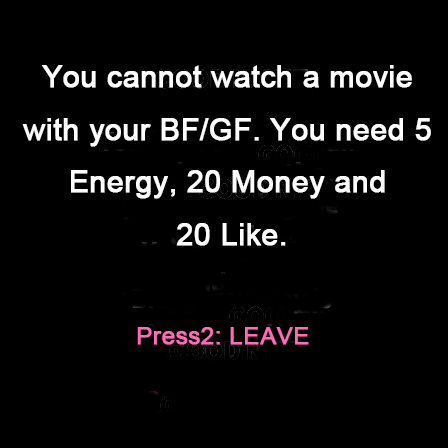 You cannot watch a movie
with your BF/GF. You need 5
Energy, 20 Money and
20 Like.
Press2: LEAVE